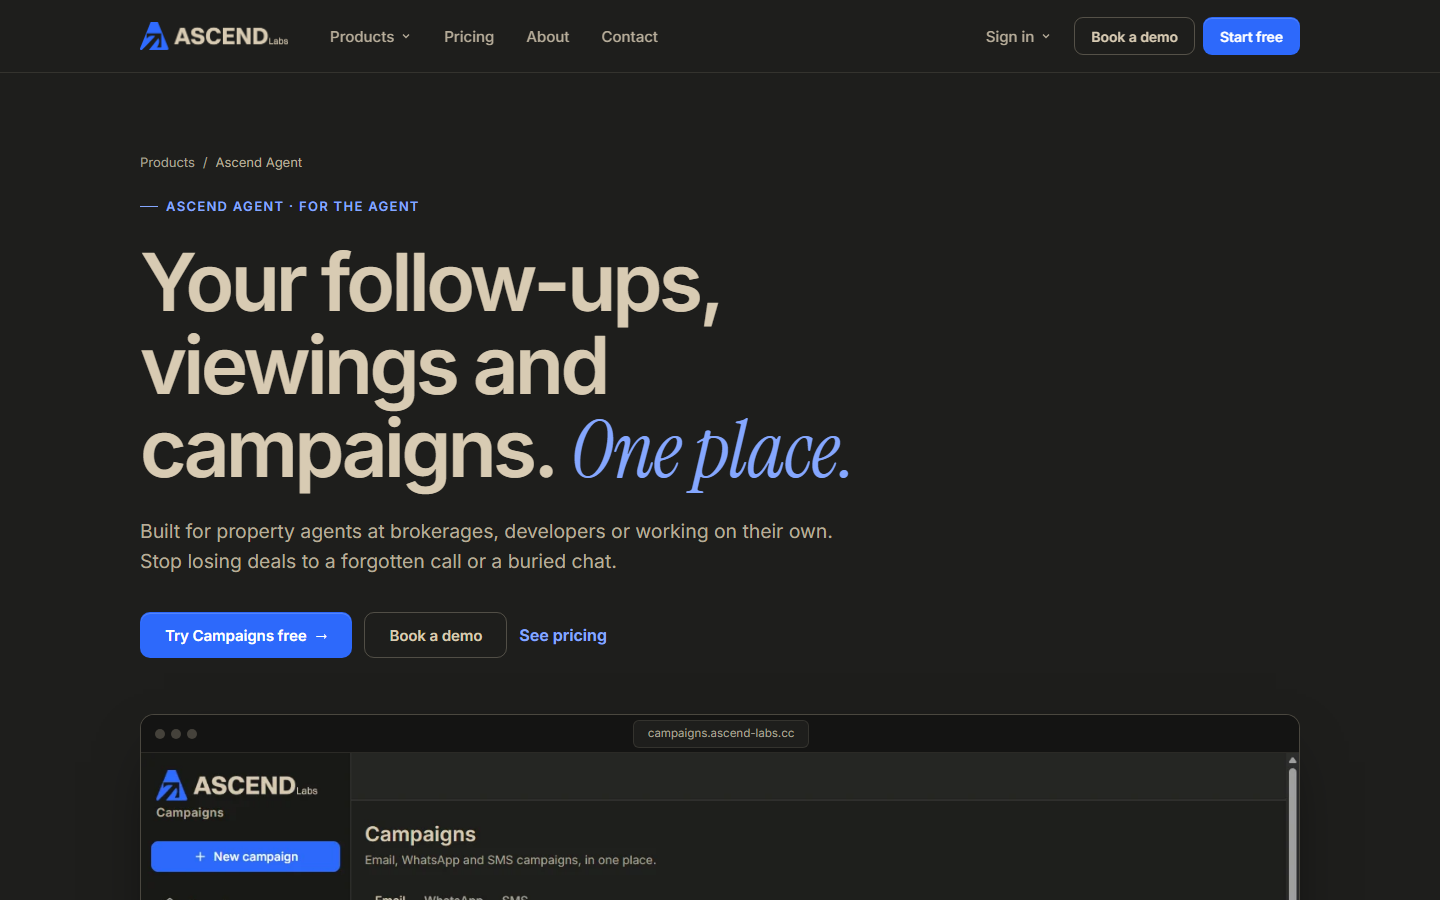 ASCEND Labs
Products
Pricing
About
Contact
Sign in
Book a demo
Start free
Products / Ascend Agent
ASCEND AGENT · FOR THE AGENT
Your follow-ups,
viewings and
campaigns. One place.
Built for property agents at brokerages, developers or working on their own.
Stop losing deals to a forgotten call or a buried chat.
Try Campaigns free →
Book a demo
See pricing
campaigns.ascend-labs.cc
ASCEND Labs
Campaigns
+ New campaign
Campaigns
Email, WhatsApp and SMS campaigns, in one place.
Email WhatsApp SMS